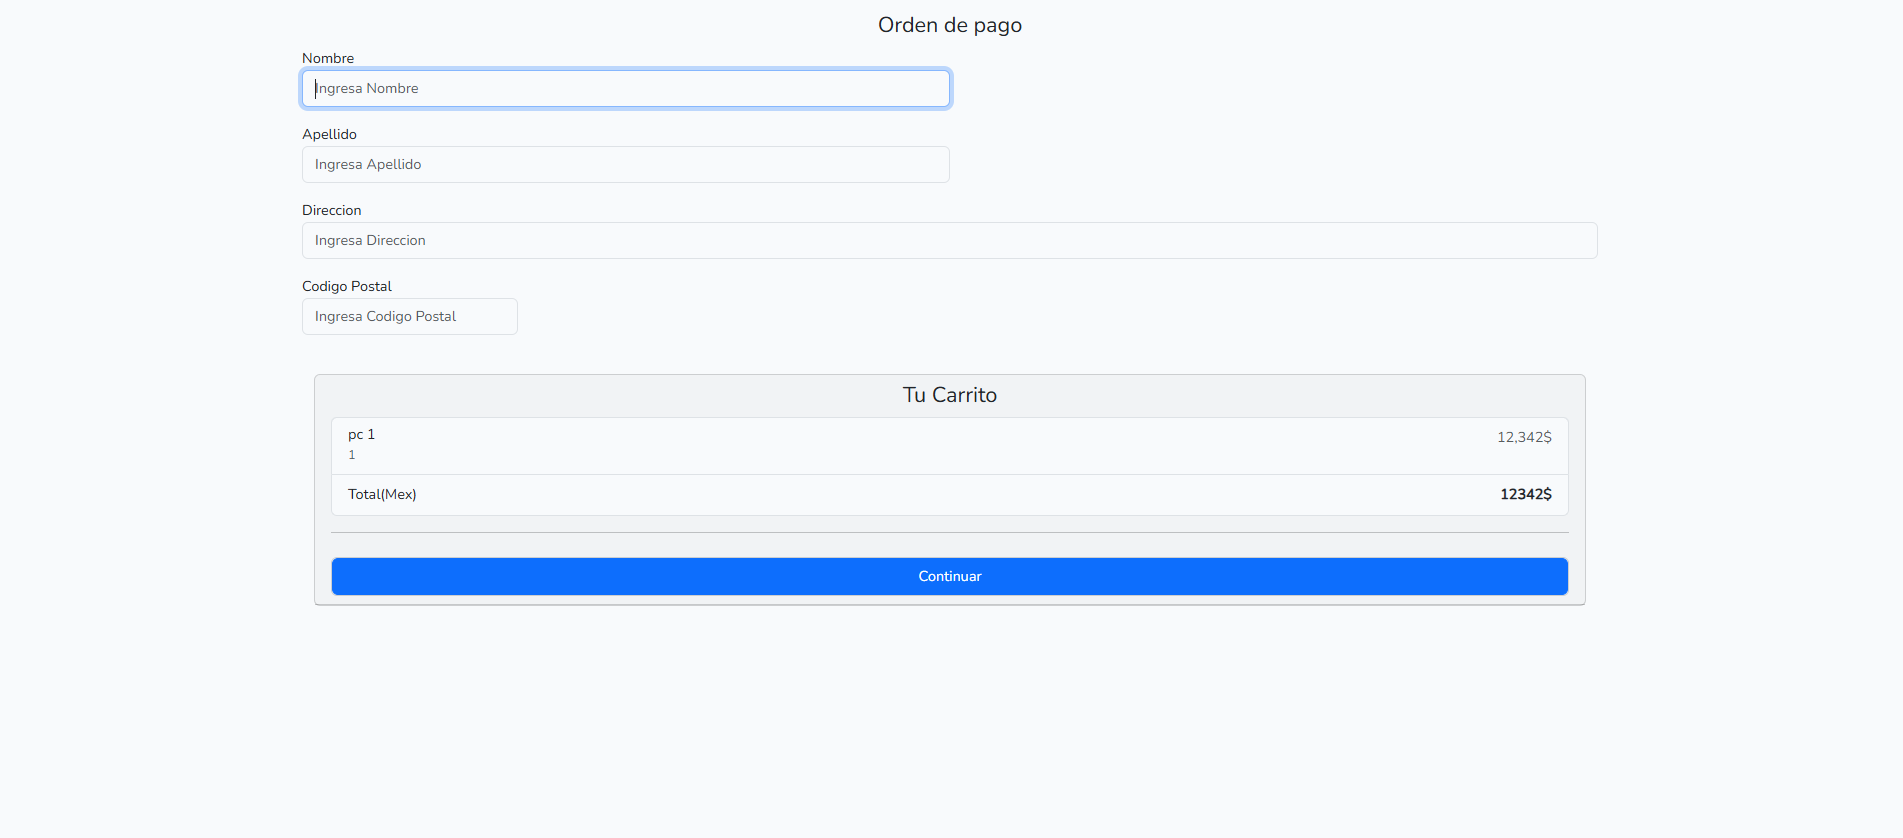 Orden de pago
Nombre
Ingresa Nombre
Apellido
Ingresa Apellido
Direccion
Ingresa Direccion
Codigo Postal
Ingresa Codigo Postal
Tu Carrito
pc 1 12,342$
1
Total(Mex) 12342$
Continuar